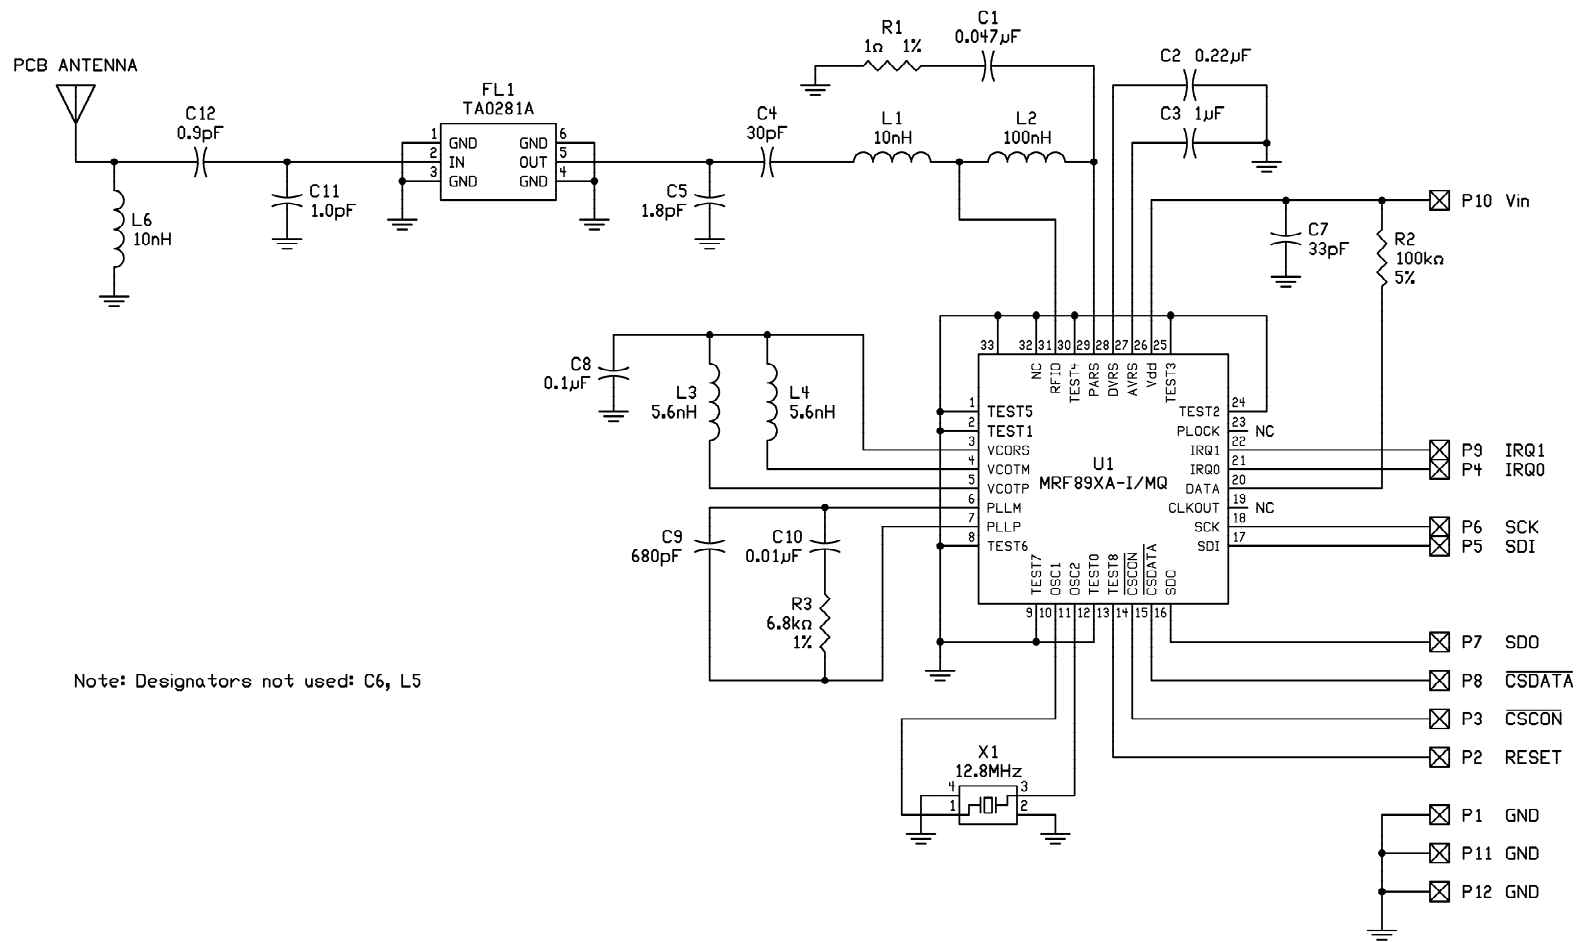 PCB ANTENNA
C12
0.9pF
L6
10nH
C11
1.0pF
FL1
TA0281A
1 GND
2 IN
3 GND
6 GND
5 OUT
4 GND
C5
1.8pF
C4
30pF
R1
1Ω 1%
C1
0.047µF
L1
10nH
L2
100nH
C2 0.22µF
C3 1µF
P10 Vin
C7
33pF
R2
100kΩ
5%
C8
0.1µF
L3
5.6nH
L4
5.6nH
33 32 31 30 29 28 27 26 25
NC RFIO TEST4 PARS DVRS AVRS Vdd TEST3
1 TEST5
2 TEST1
3 VCORS
4 VCOTM
5 VCOTP
6 PLLM
7 PLLP
8 TEST6
U1
MRF89XA-I/MQ
TEST2 24
PLOCK 23 NC
IRQ1 22
IRQ0 21
DATA 20
CLKOUT 19 NC
SCK 18
SDI 17
TEST7 OSC1 OSC2 TEST0 TEST8 CSCON CSDATA SDO
9 10 11 12 13 14 15 16
P9 IRQ1
P4 IRQ0
P6 SCK
P5 SDI
C9
680pF
C10
0.01µF
R3
6.8kΩ
1%
Note: Designators not used: C6, L5
P7 SDO
P8 CSDATA
P3 CSCON
P2 RESET
X1
12.8MHz
4 3
1 2
P1 GND
P11 GND
P12 GND